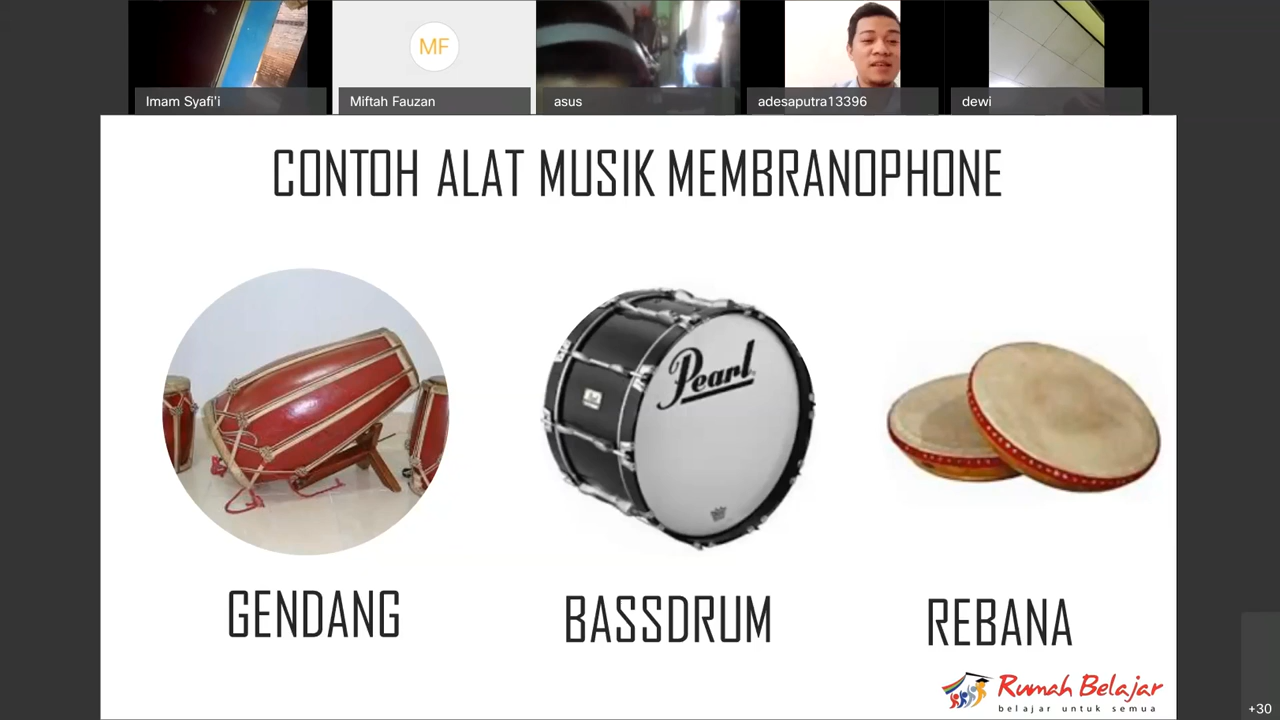 MF
Imam Syafi'i
Miftah Fauzan
asus
adesaputra13396
dewi
CONTOH ALAT MUSIK MEMBRANOPHONE
Pearl
GENDANG
BASSDRUM
REBANA
Rumah Belajar
belajar untuk semua
+30